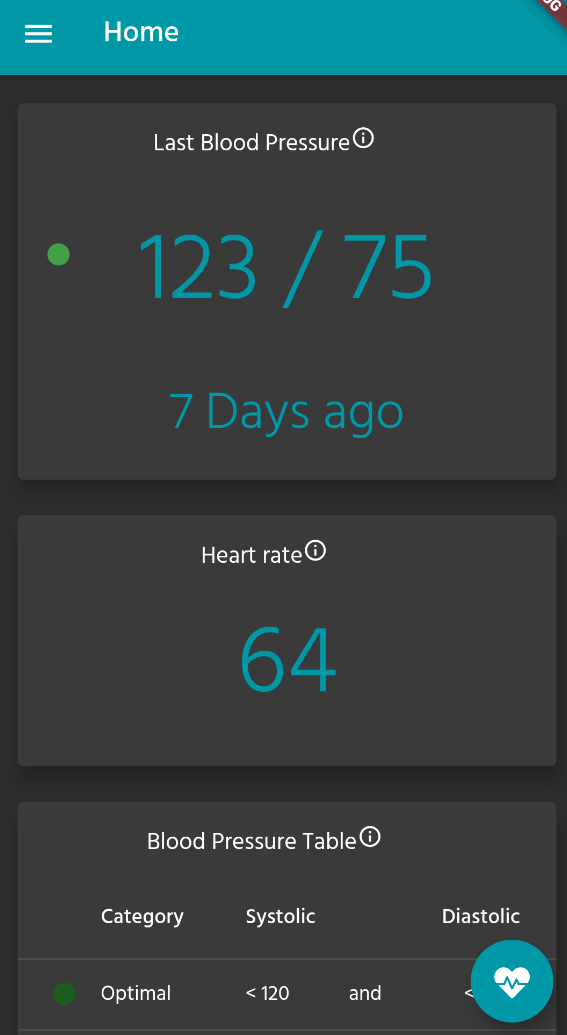 Home
Last Blood Pressure
123 / 75
7 Days ago
Heart rate
64
Blood Pressure Table
Category Systolic Diastolic
Optimal < 120 and <